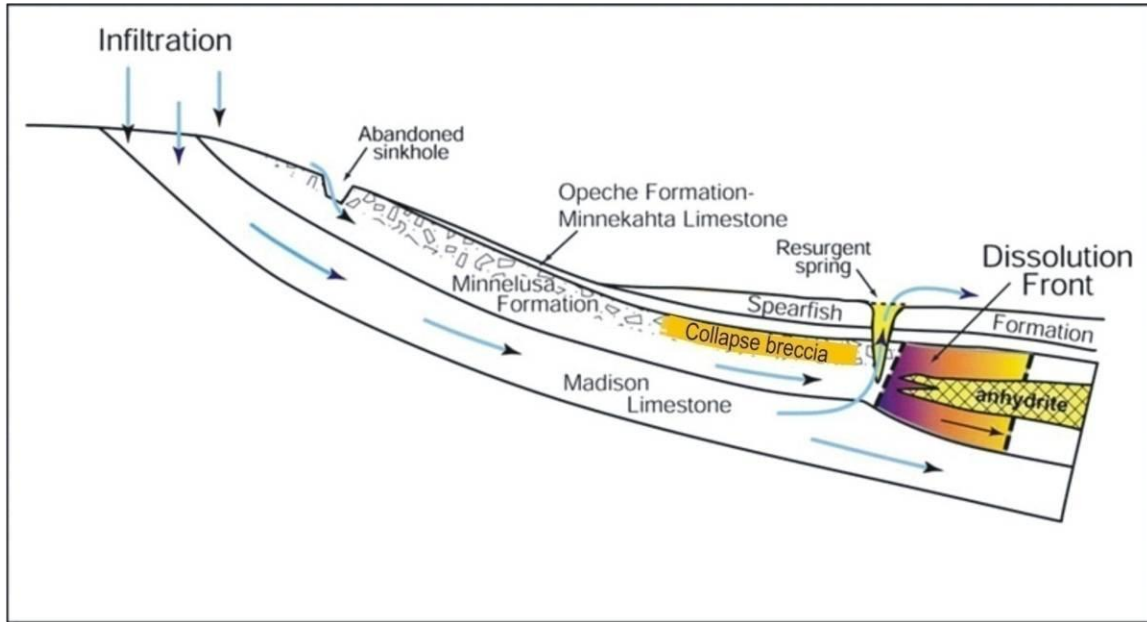 Infiltration
Abandoned
sinkhole
Opeche Formation-
Minnekahta Limestone
Resurgent
spring
Dissolution
Front
Minnelusa
Formation
Spearfish
Formation
Collapse breccia
Madison
Limestone
anhydrite